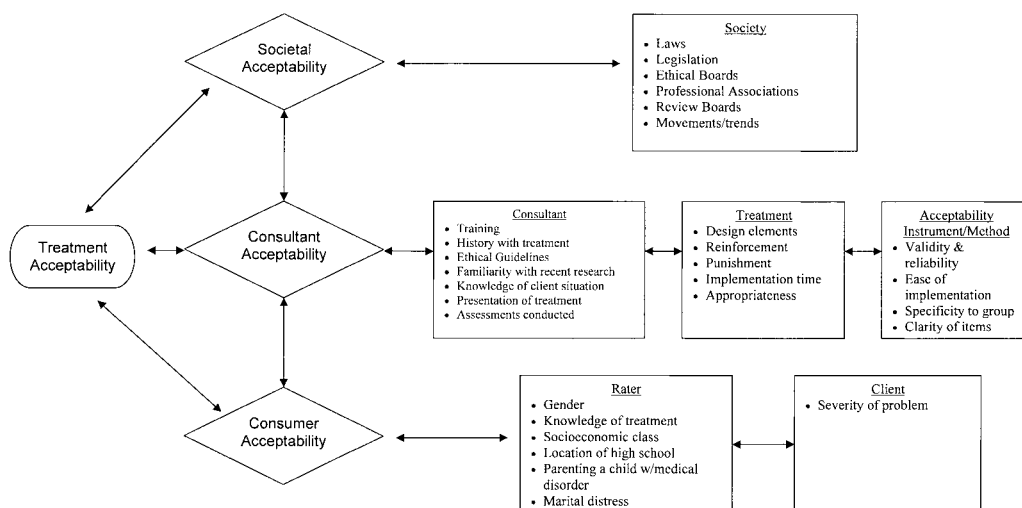 Societal
Acceptability
Society
• Laws
• Legislation
• Ethical Boards
• Professional Associations
• Review Boards
• Movements/trends
Treatment
Acceptability
Consultant
Acceptability
Consultant
• Training
• History with treatment
• Ethical Guidelines
• Familiarity with recent research
• Knowledge of client situation
• Presentation of treatment
• Assessments conducted
Treatment
• Design elements
• Reinforcement
• Punishment
• Implementation time
• Appropriateness
Acceptability
Instrument/Method
• Validity &
reliability
• Ease of
implementation
• Specificity to group
• Clarity of items
Consumer
Acceptability
Rater
• Gender
• Knowledge of treatment
• Socioeconomic class
• Location of high school
• Parenting a child w/medical
disorder
• Marital distress
Client
• Severity of problem